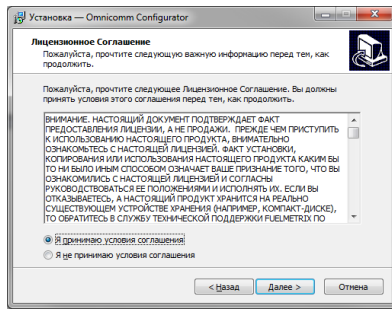 Установка — Omnicomm Configurator
Лицензионное Соглашение
Пожалуйста, прочтите следующую важную информацию перед тем, как
продолжить.
Пожалуйста, прочтите следующее Лицензионное Соглашение. Вы должны
принять условия этого соглашения перед тем, как продолжить.
ВНИМАНИЕ. НАСТОЯЩИЙ ДОКУМЕНТ ПОДТВЕРЖДАЕТ ФАКТ
ПРЕДОСТАВЛЕНИЯ ЛИЦЕНЗИИ, А НЕ ПРОДАЖИ. ПРЕЖДЕ ЧЕМ ПРИСТУПИТЬ
К ИСПОЛЬЗОВАНИЮ НАСТОЯЩЕГО ПРОДУКТА, ВНИМАТЕЛЬНО
ОЗНАКОМЬТЕСЬ С НАСТОЯЩЕЙ ЛИЦЕНЗИЕЙ. ФАКТ УСТАНОВКИ,
КОПИРОВАНИЯ ИЛИ ИСПОЛЬЗОВАНИЯ НАСТОЯЩЕГО ПРОДУКТА КАКИМ БЫ
ТО НИ БЫЛО ИНЫМ СПОСОБОМ ОЗНАЧАЕТ ВАШЕ ПРИЗНАНИЕ ТОГО, ЧТО ВЫ
ОЗНАКОМИЛИСЬ С НАСТОЯЩЕЙ ЛИЦЕНЗИЕЙ И СОГЛАСНЫ
РУКОВОДСТВОВАТЬСЯ ЕЕ ПОЛОЖЕНИЯМИ И ИСПОЛНЯТЬ ИХ. ЕСЛИ ВЫ
ОТКАЗЫВАЕТЕСЬ, А НАСТОЯЩИЙ ПРОДУКТ ХРАНИТСЯ НА РЕАЛЬНО
СУЩЕСТВУЮЩЕМ УСТРОЙСТВЕ ХРАНЕНИЯ (НАПРИМЕР, КОМПАКТ-ДИСКЕ),
ТО ОБРАТИТЕСЬ В СЛУЖБУ ТЕХНИЧЕСКОЙ ПОДДЕРЖКИ FUELMETRIX ПО
Я принимаю условия соглашения
Я не принимаю условия соглашения
< Назад
Далее >
Отмена